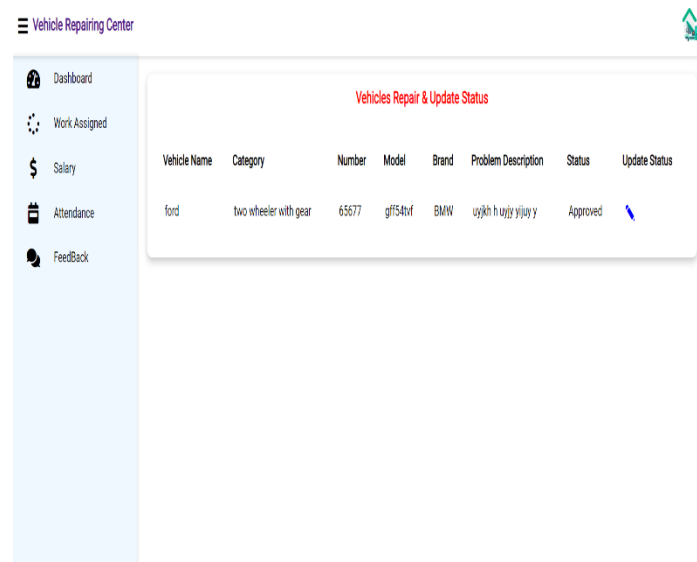 Vehicle Repairing Center
Dashboard
Work Assigned
Salary
Attendance
FeedBack
Vehicles Repair & Update Status
Vehicle Name Category Number Model Brand Problem Description Status Update Status
ford two wheeler with gear 65677 gff54tvf BMW uyjkh h uyjy yijuy y Approved